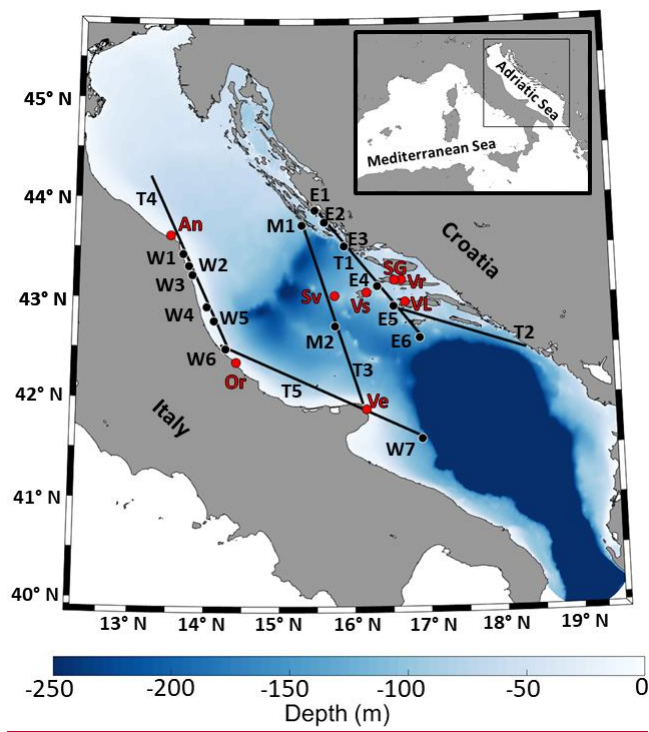 Adriatic Sea
Mediterranean Sea
45° N
44° N
43° N
42° N
41° N
40° N
T4
An
W1
W2
W3
W4
W5
W6
Or
T5
Italy
M1
E1
E2
E3
T1
E4
SG
Vr
Sv
Vs
VL
E5
E6
M2
T2
T3
Ve
W7
Croatia
13° N
14° N
15° N
16° N
17° N
18° N
19° N
-250
-200
-150
-100
-50
0
Depth (m)